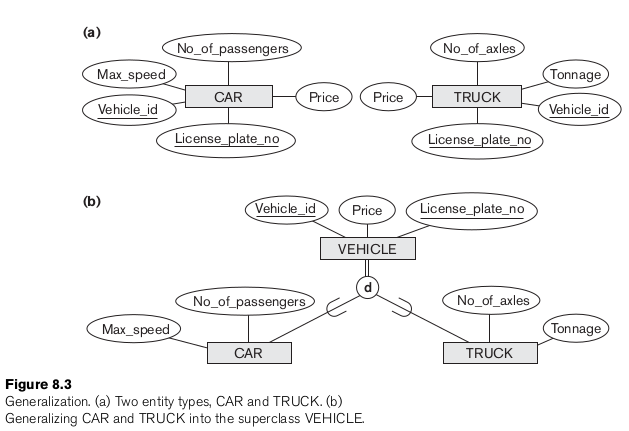 (a)
No_of_passengers
No_of_axles
Max_speed
Tonnage
CAR
Price
Price
TRUCK
Vehicle_id
Vehicle_id
License_plate_no
License_plate_no
(b)
Vehicle_id
Price
License_plate_no
VEHICLE
d
No_of_passengers
No_of_axles
Max_speed
Tonnage
CAR
TRUCK
Figure 8.3
Generalization. (a) Two entity types, CAR and TRUCK. (b)
Generalizing CAR and TRUCK into the superclass VEHICLE.